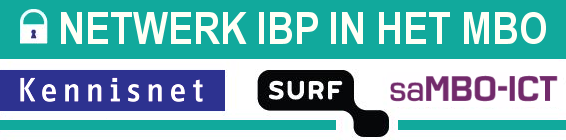 NETWERK IBP IN HET MBO
Kennisnet SURF saMBO-ICT